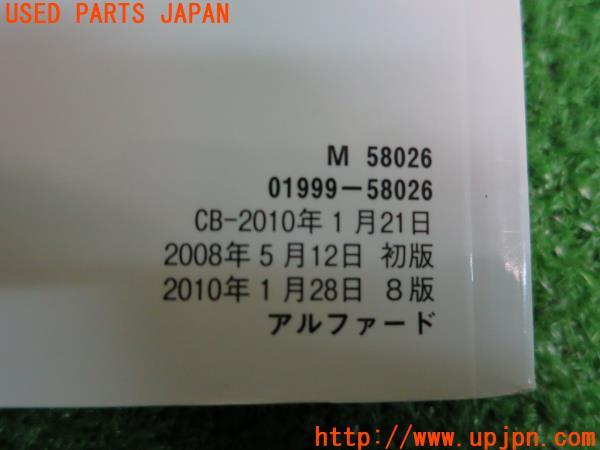 USED PARTS JAPAN
M 58026
01999-58026
CB-2010年1月21日
2008年5月12日 初版
2010年1月28日 8版
アルファード
http://www.upjpn.com